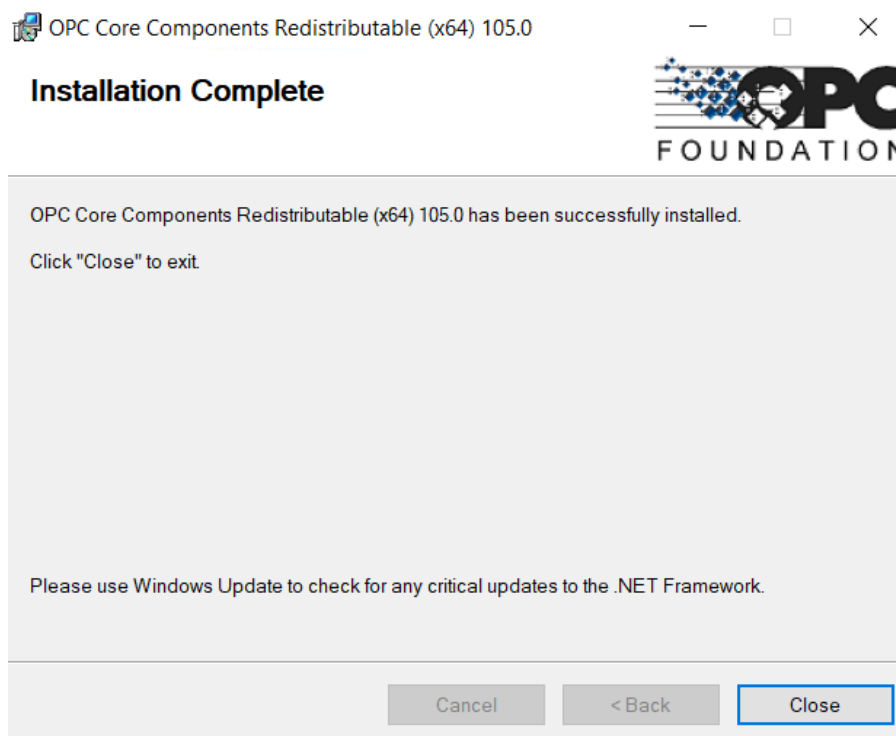 OPC Core Components Redistributable (x64) 105.0
Installation Complete
OPC
FOUNDATION
OPC Core Components Redistributable (x64) 105.0 has been successfully installed.
Click "Close" to exit.
Please use Windows Update to check for any critical updates to the .NET Framework.
Cancel
< Back
Close